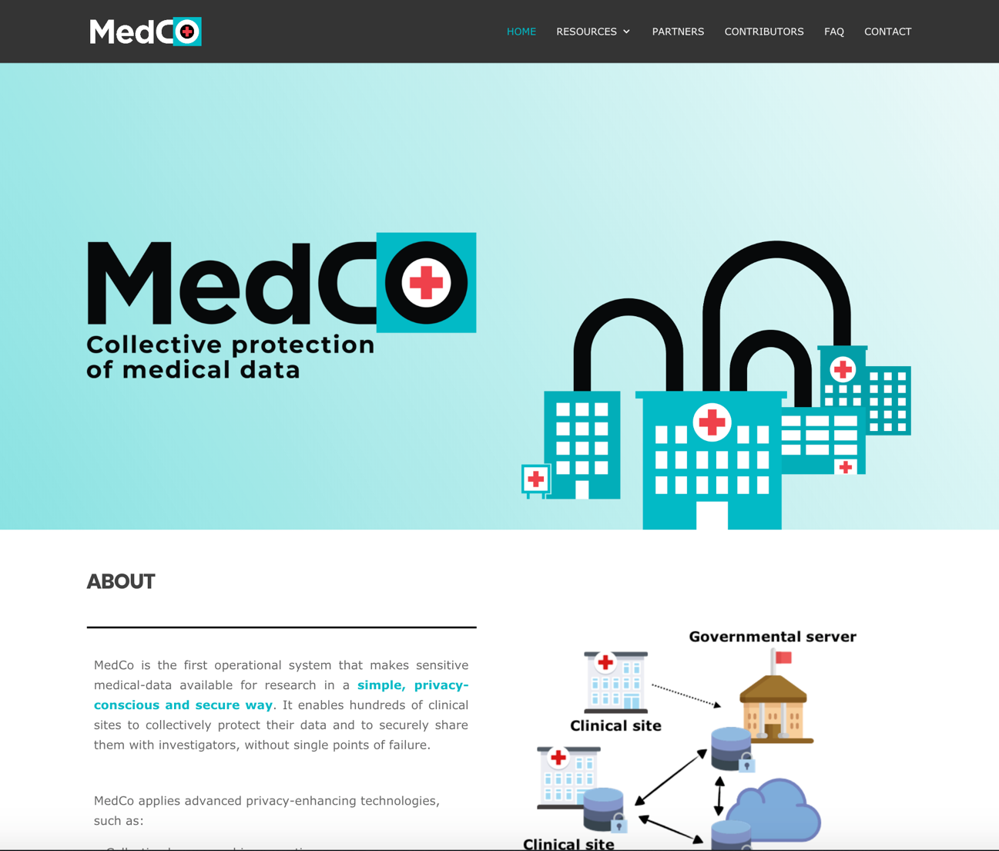 MedCO
HOME RESOURCES PARTNERS CONTRIBUTORS FAQ CONTACT
MedCO
Collective protection
of medical data
ABOUT
MedCo is the first operational system that makes sensitive
medical-data available for research in a simple, privacy-
conscious and secure way. It enables hundreds of clinical
sites to collectively protect their data and to securely share
them with investigators, without single points of failure.
MedCo applies advanced privacy-enhancing technologies,
such as:
Governmental server
Clinical site
Clinical site